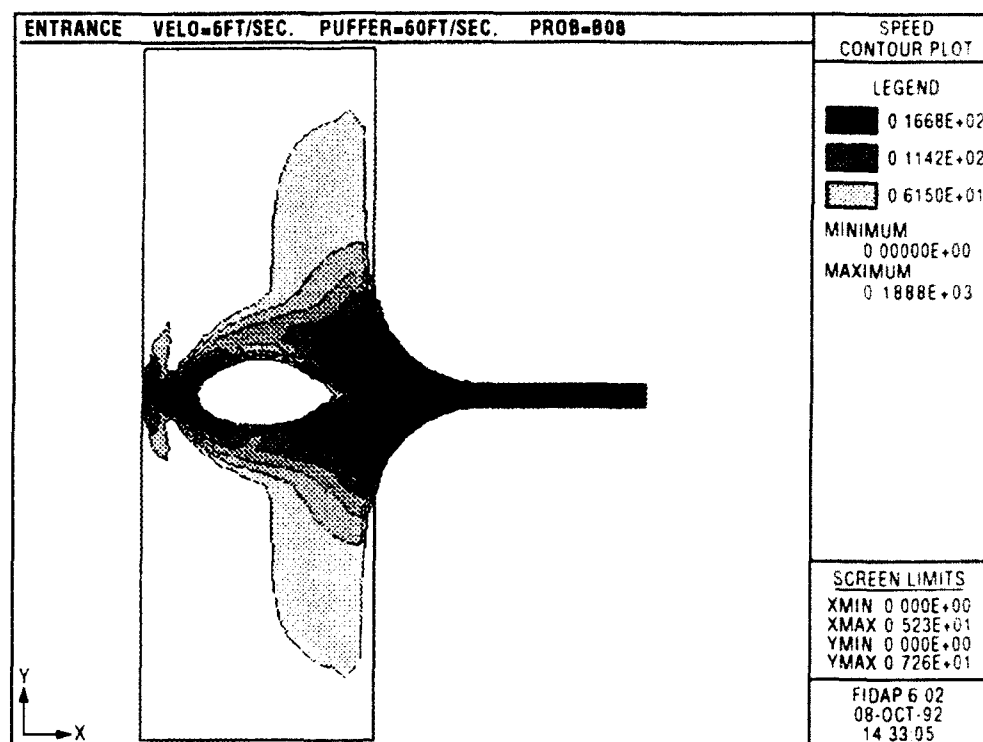 ENTRANCE VELO=6FT/SEC. PUFFER=60FT/SEC. PROB=B08
SPEED
CONTOUR PLOT
LEGEND
0 1668E+02
0 1142E+02
0 6150E+01
MINIMUM
0 00000E+00
MAXIMUM
0 1888E+03
SCREEN LIMITS
XMIN 0 000E+00
XMAX 0 523E+01
YMIN 0 000E+00
YMAX 0 726E+01
FIDAP 6 02
08-OCT-92
14 33 05
Y
X